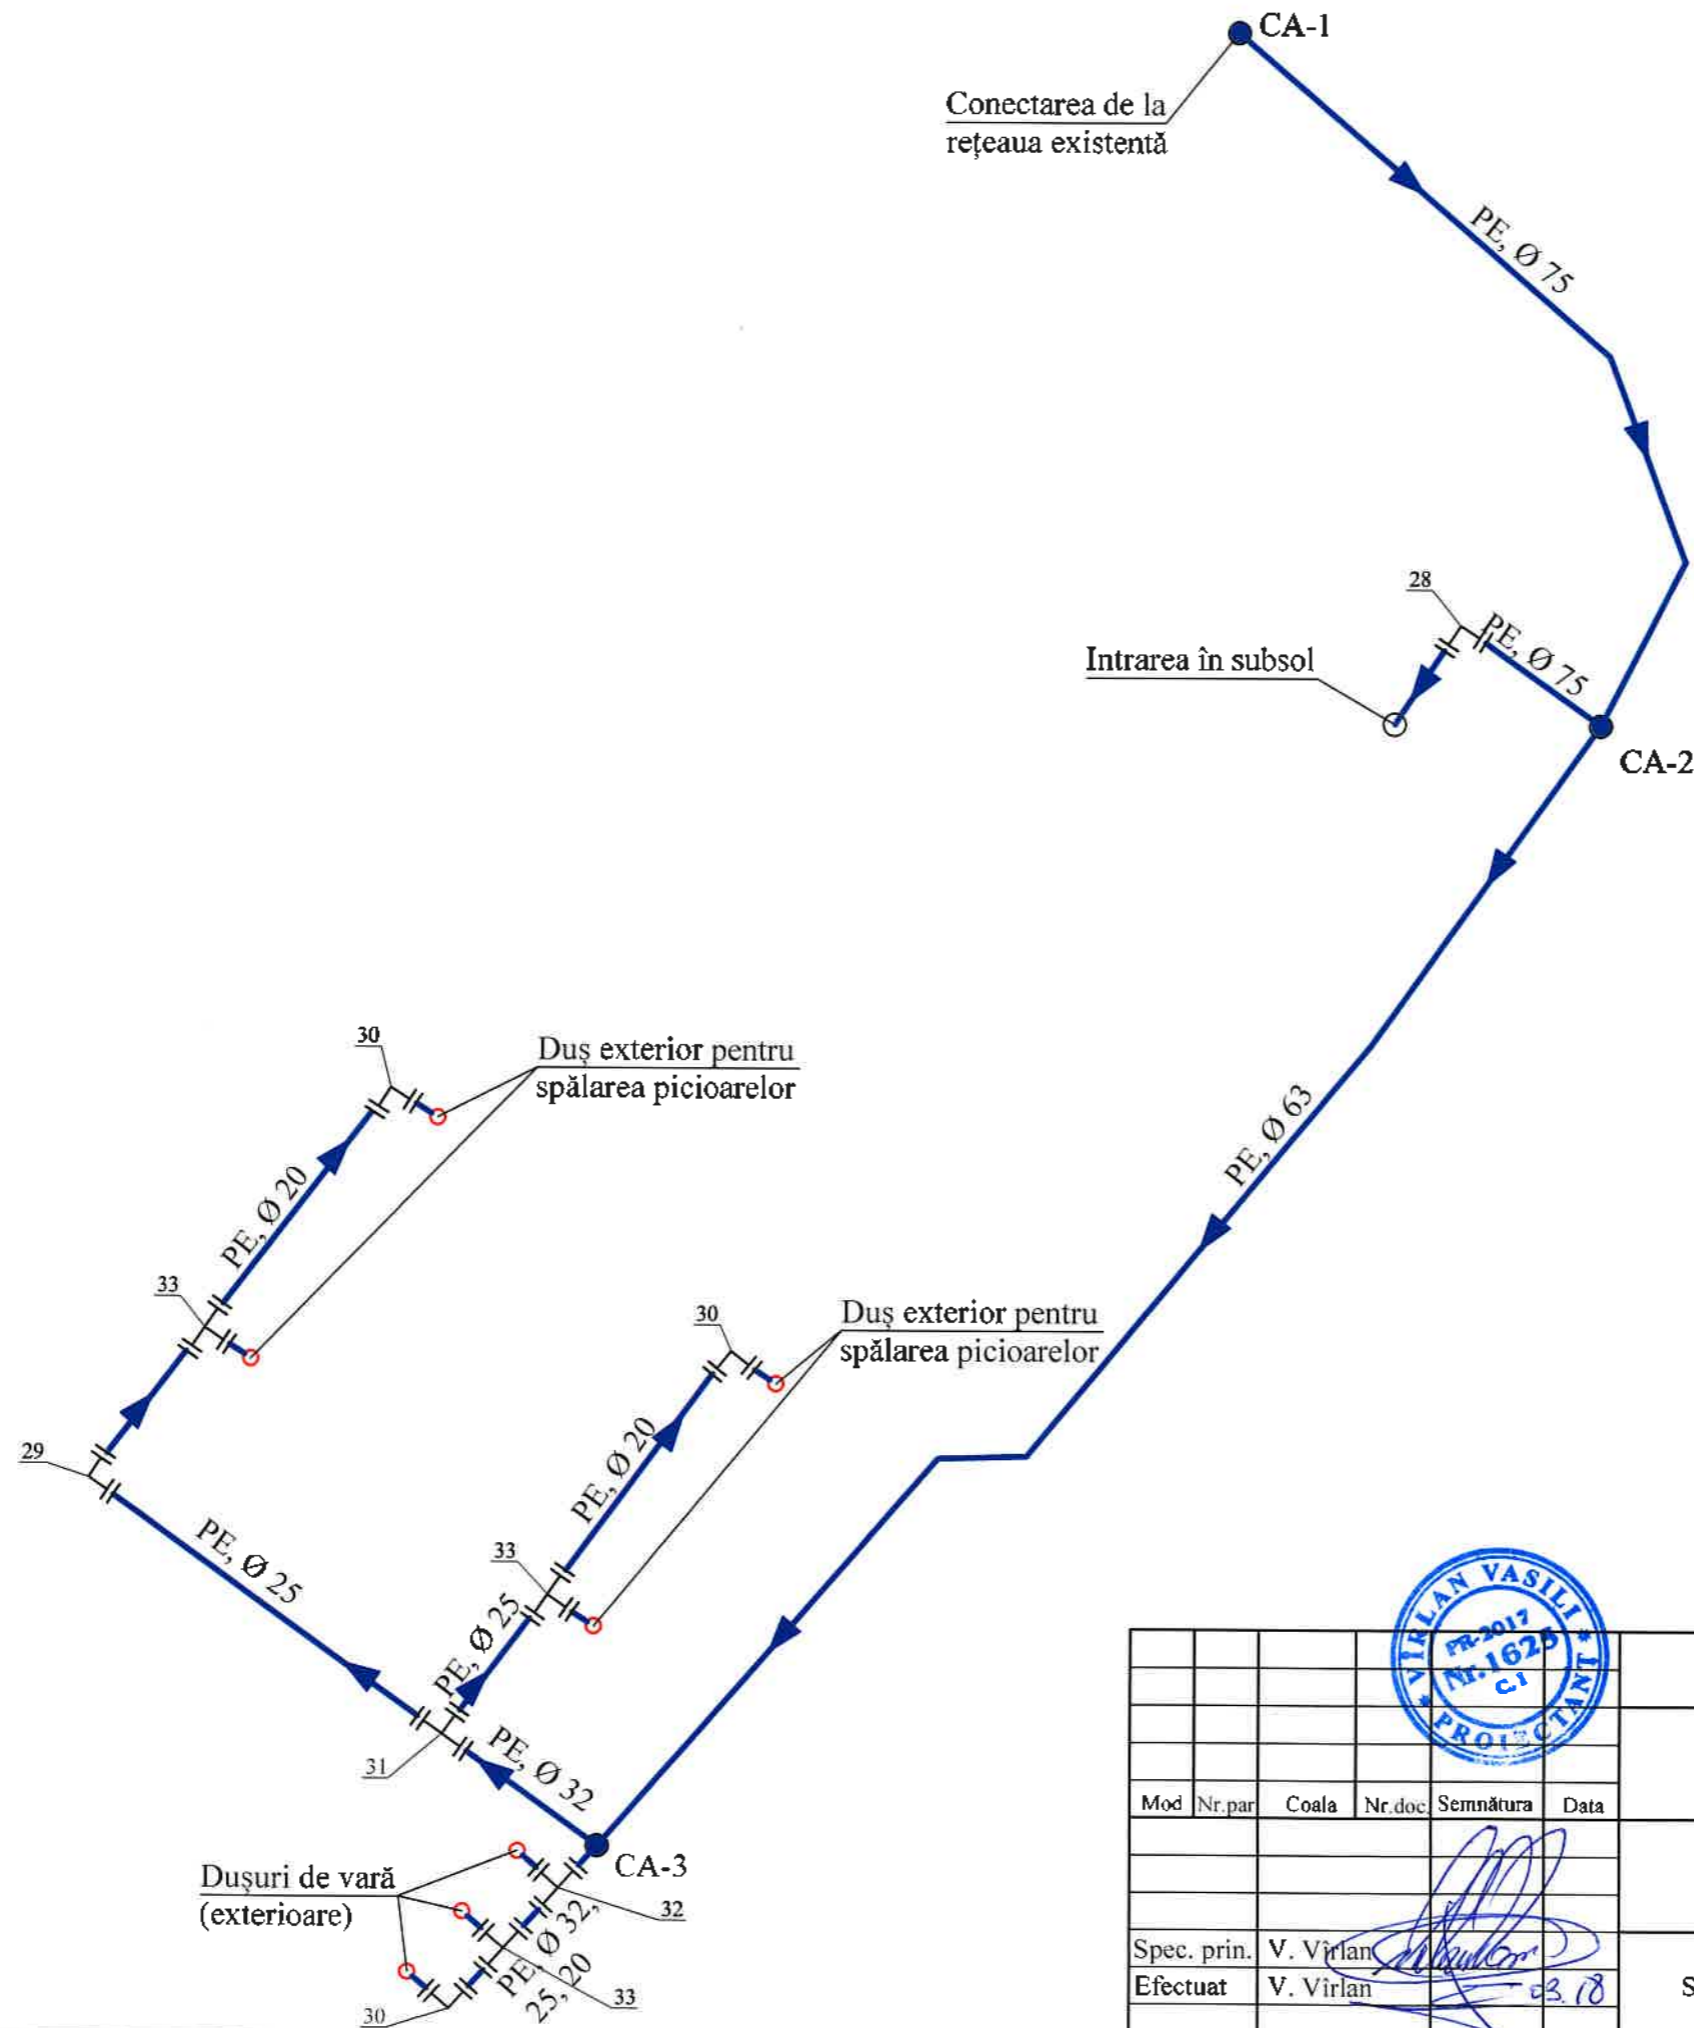 CA-1
Conectarea de la
rețeaua existentă
PE, Ø 75
28
PE, Ø 75
Intrarea în subsol
CA-2
30
Duș exterior pentru
spălarea picioarelor
PE, Ø 63
PE, Ø 20
33
30
Duș exterior pentru
spălarea picioarelor
29
PE, Ø 20
PE, Ø 25
33
PE, Ø 25
31
PE, Ø 32
CA-3
Dușuri de vară
(exterioare)
32
PE, Ø 32,
25, 20
33
30
VÎRLAN VASILI
PR-2017
Nr.1625
C.I
PROIECTANT
Mod Nr.par Coala Nr.doc. Semnătura Data
Spec. prin. V. Vîrlan
Efectuat V. Vîrlan 03.18
S